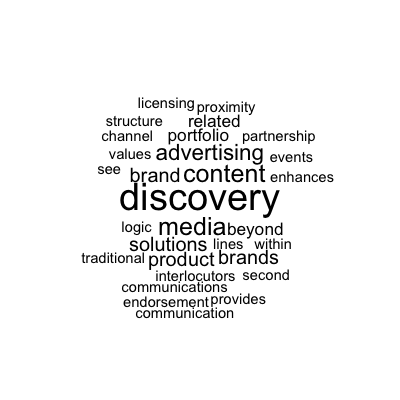 licensing proximity
structure related
channel portfolio partnership
values advertising events
see brand content enhances
discovery
logic media beyond
solutions lines within
traditional product brands
interlocutors second
communications
endorsement provides
communication